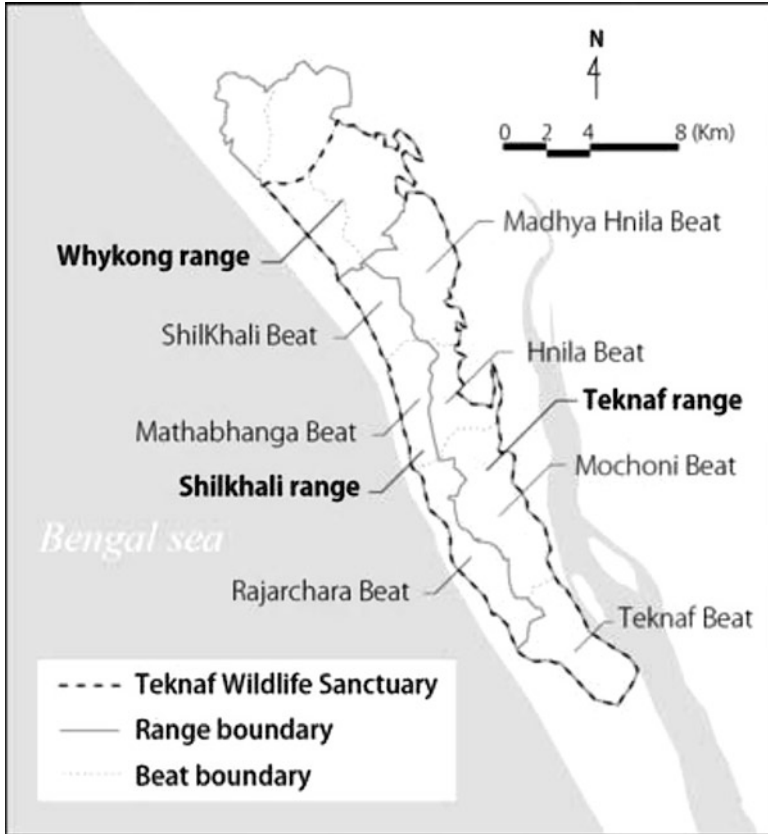 N
0 2 4 8 (Km)
Madhya Hnila Beat
Whykong range
ShilKhali Beat
Hnila Beat
Teknaf range
Mathabhanga Beat
Mochoni Beat
Shilkhali range
Bengal sea
Rajarchara Beat
Teknaf Beat
Teknaf Wildlife Sanctuary
Range boundary
Beat boundary